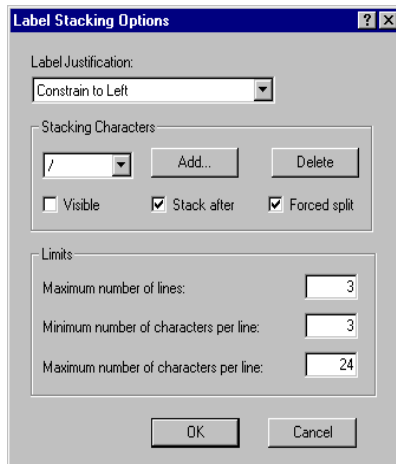 Label Stacking Options
Label Justification:
Constrain to Left
Stacking Characters
/ Add... Delete
Visible Stack after Forced split
Limits
Maximum number of lines: 3
Minimum number of characters per line: 3
Maximum number of characters per line: 24
OK Cancel